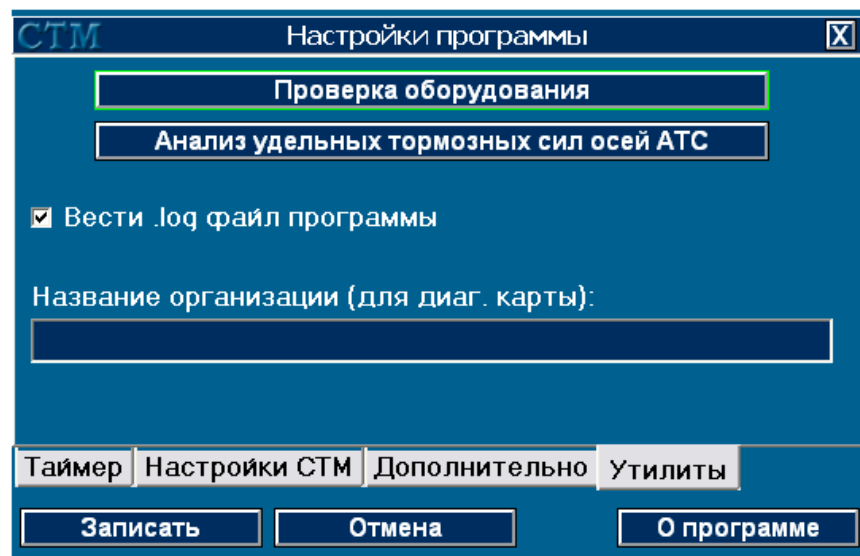 СТМ Настройки программы X
Проверка оборудования
Анализ удельных тормозных сил осей АТС
Вести .log файл программы
Название организации (для диаг. карты):
Таймер Настройки СТМ Дополнительно Утилиты
Записать Отмена О программе